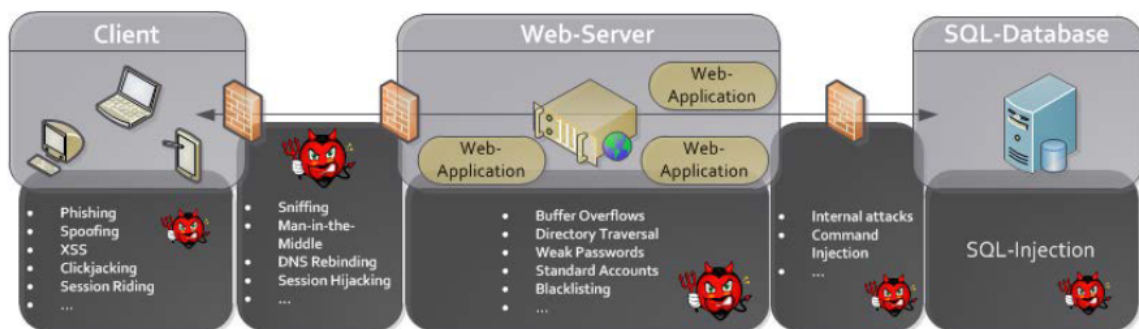 Client
Web-Server
SQL-Database
Web-
Application
Web-
Application
Web-
Application
• Phishing
• Spoofing
• XSS
• Clickjacking
• Session Riding
• ...
• Sniffing
• Man-in-the-
Middle
• DNS Rebinding
• Session Hijacking
• ...
• Buffer Overflows
• Directory Traversal
• Weak Passwords
• Standard Accounts
• Blacklisting
• ...
• Internal attacks
• Command
Injection
• ...
SQL-Injection